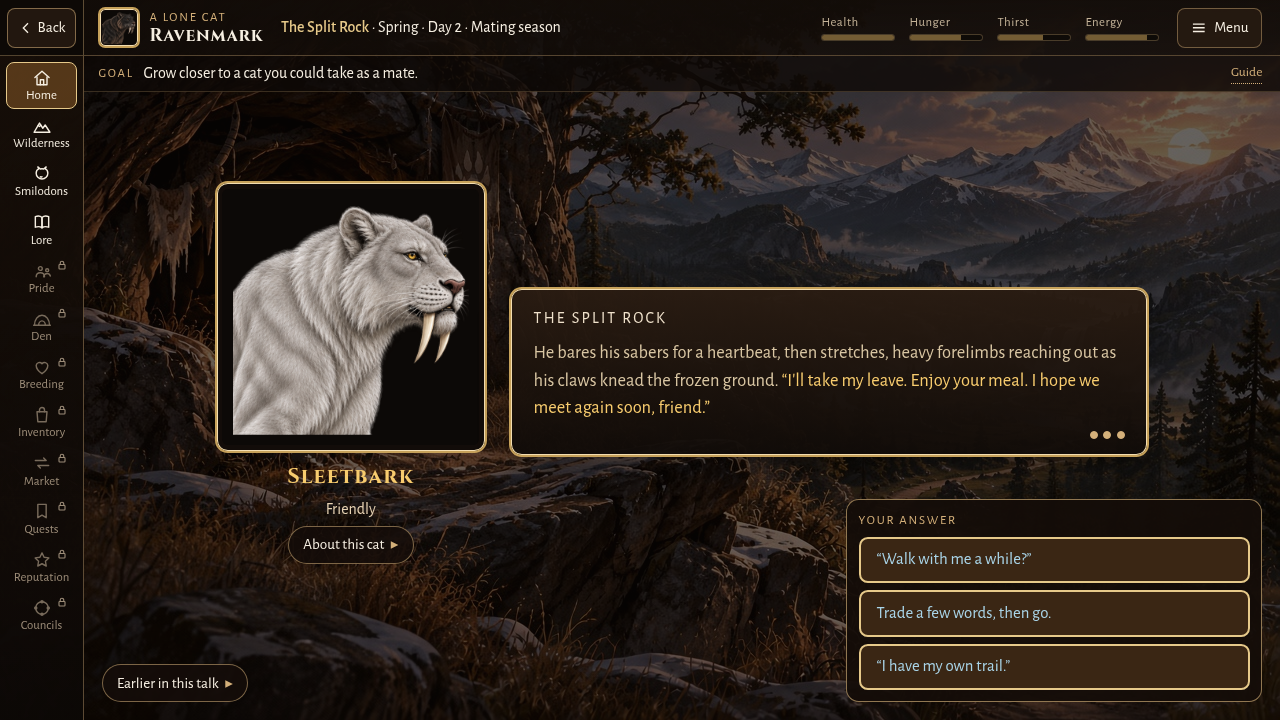 Back
A LONE CAT
RAVENMARK
The Split Rock · Spring · Day 2 · Mating season
Health
Hunger
Thirst
Energy
Menu
GOAL Grow closer to a cat you could take as a mate.
Guide
Home
Wilderness
Smilodons
Lore
Pride
Den
Breeding
Inventory
Market
Quests
Reputation
Councils
THE SPLIT ROCK
He bares his sabers for a heartbeat, then stretches, heavy forelimbs reaching out as
his claws knead the frozen ground. “I'll take my leave. Enjoy your meal. I hope we
meet again soon, friend.”
SLEETBARK
Friendly
About this cat ▸
YOUR ANSWER
“Walk with me a while?”
Trade a few words, then go.
“I have my own trail.”
Earlier in this talk ▸